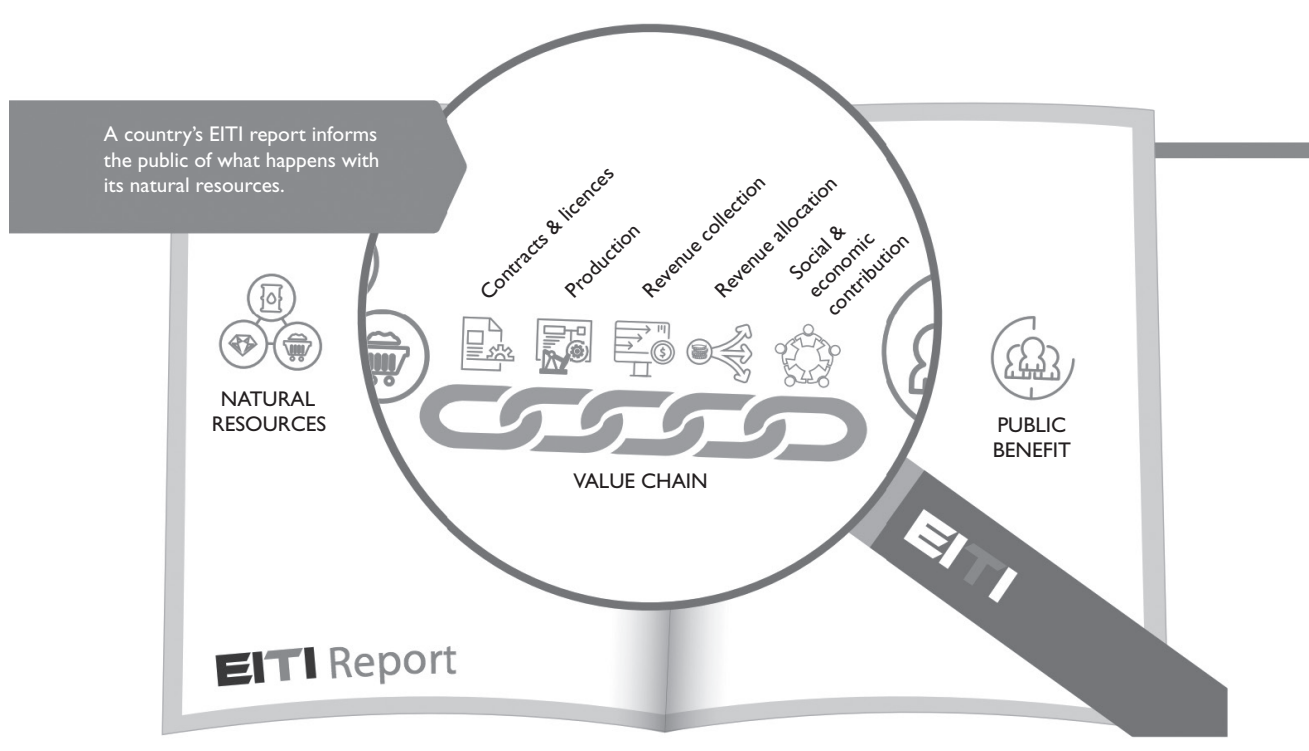 A country's EITI report informs
the public of what happens with
its natural resources.
Contracts & licences
Production
Revenue collection
Revenue allocation
Social &
economic
contribution
NATURAL
RESOURCES
VALUE CHAIN
PUBLIC
BENEFIT
EITI
EITI Report